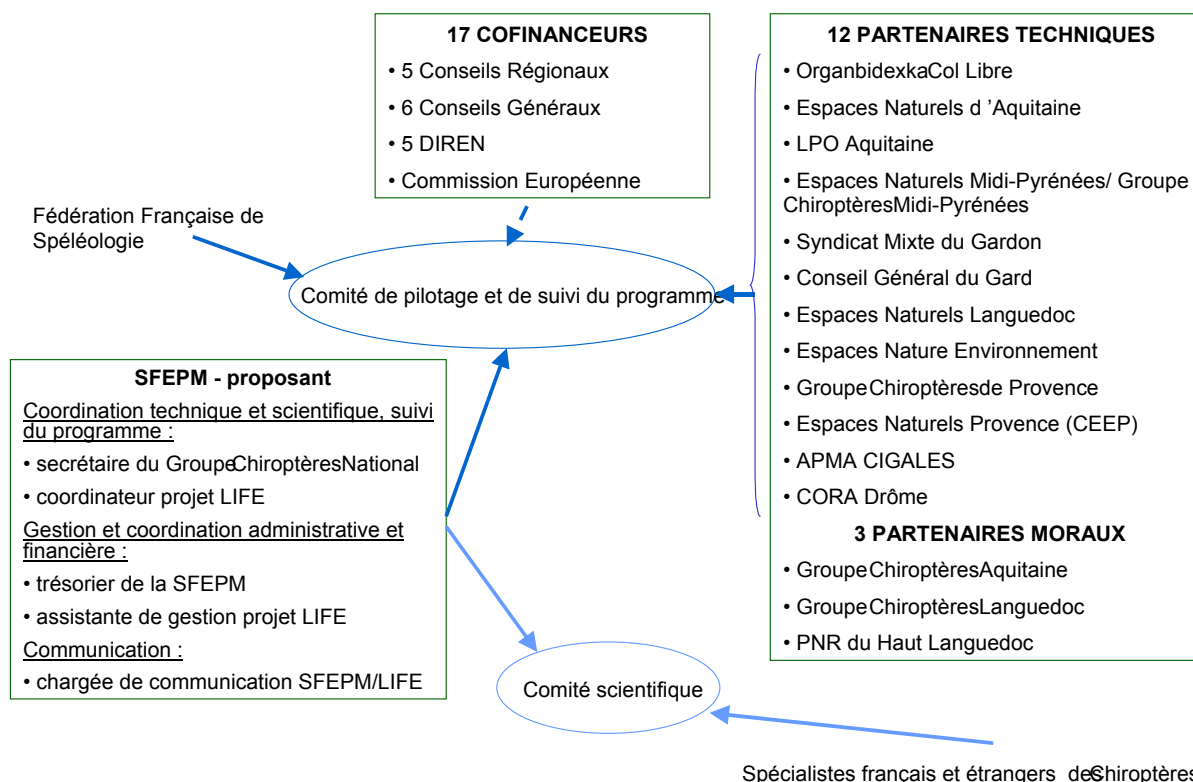 17 COFINANCEURS
• 5 Conseils Régionaux
• 6 Conseils Généraux
• 5 DIREN
• Commission Européenne
12 PARTENAIRES TECHNIQUES
• OrganbidexkaCol Libre
• Espaces Naturels d ’Aquitaine
• LPO Aquitaine
• Espaces Naturels Midi-Pyrénées/ Groupe
ChiroptèresMidi-Pyrénées
• Syndicat Mixte du Gardon
• Conseil Général du Gard
• Espaces Naturels Languedoc
• Espaces Nature Environnement
• GroupeChiroptèresde Provence
• Espaces Naturels Provence (CEEP)
• APMA CIGALES
• CORA Drôme
3 PARTENAIRES MORAUX
• GroupeChiroptèresAquitaine
• GroupeChiroptèresLanguedoc
• PNR du Haut Languedoc
Fédération Française de
Spéléologie
Comité de pilotage et de suivi du programme
SFEPM - proposant
Coordination technique et scientifique, suivi
du programme :
• secrétaire du GroupeChiroptèresNational
• coordinateur projet LIFE
Gestion et coordination administrative et
financière :
• trésorier de la SFEPM
• assistante de gestion projet LIFE
Communication :
• chargée de communication SFEPM/LIFE
Comité scientifique
Spécialistes français et étrangers desChiroptères